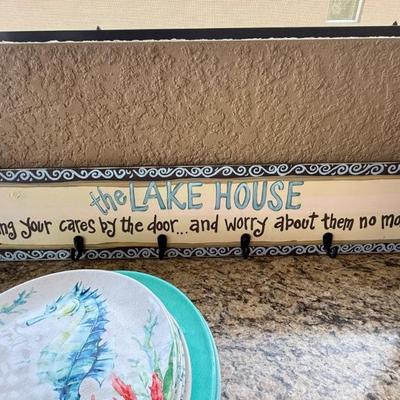 the LAKE HOUSE
your cares by the door...and worry about them no